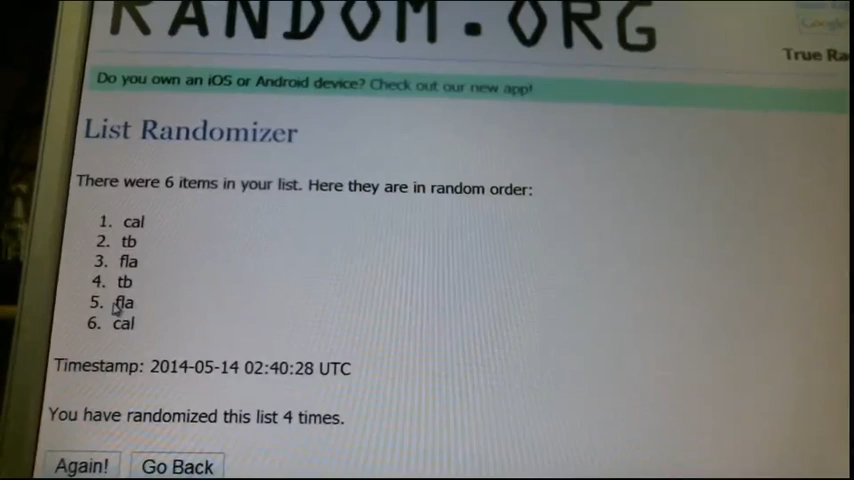 RANDOM.ORG
Google
True Ra
Do you own an iOS or Android device? Check out our new app!
List Randomizer
There were 6 items in your list. Here they are in random order:
1. cal
2. tb
3. fla
4. tb
5. fla
6. cal
Timestamp: 2014-05-14 02:40:28 UTC
You have randomized this list 4 times.
Again! Go Back